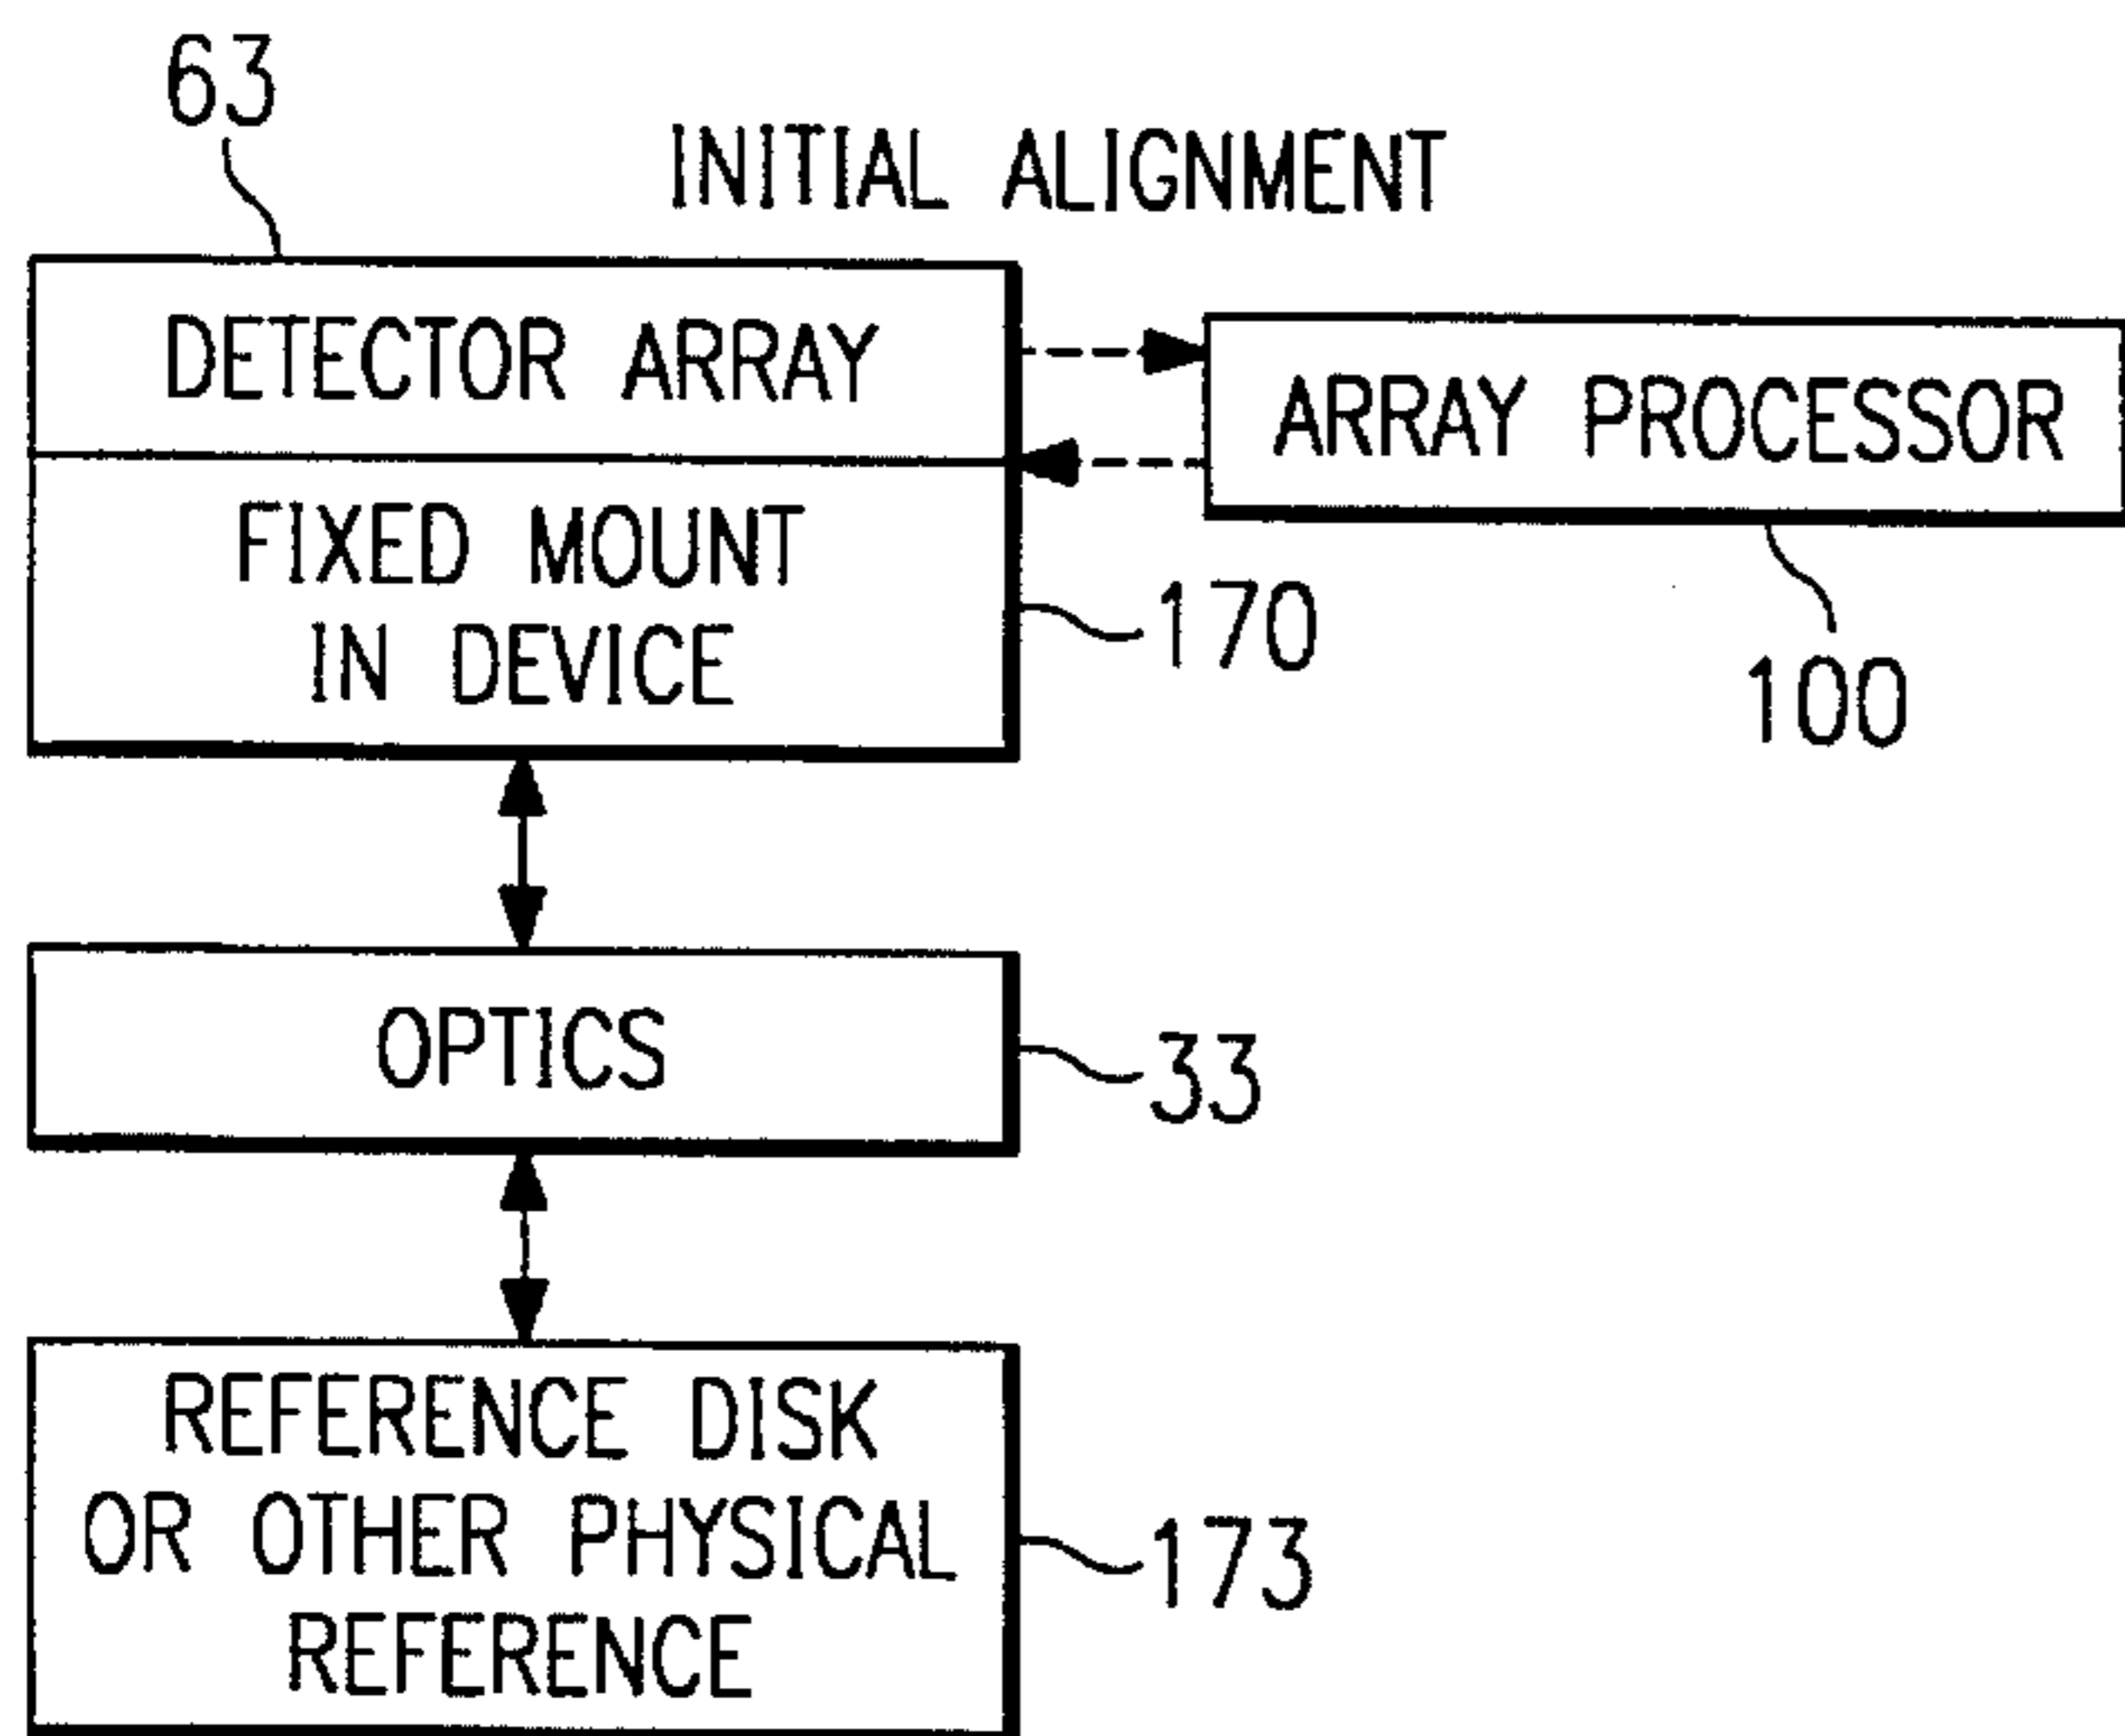 63
INITIAL ALIGNMENT
DETECTOR ARRAY
ARRAY PROCESSOR
FIXED MOUNT
IN DEVICE
170
100
OPTICS
33
REFERENCE DISK
OR OTHER PHYSICAL
REFERENCE
173